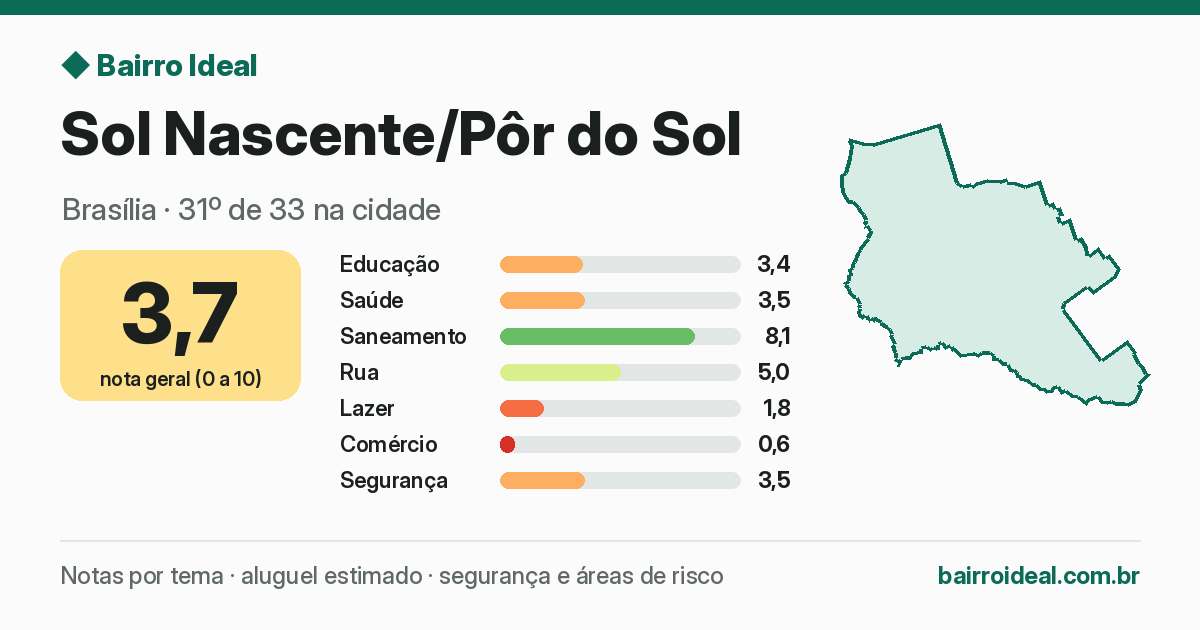 Bairro Ideal
Sol Nascente/Pôr do Sol
Brasília · 31º de 33 na cidade
3,7
nota geral (0 a 10)
Educação 3,4
Saúde 3,5
Saneamento 8,1
Rua 5,0
Lazer 1,8
Comércio 0,6
Segurança 3,5
Notas por tema · aluguel estimado · segurança e áreas de risco
bairroideal.com.br